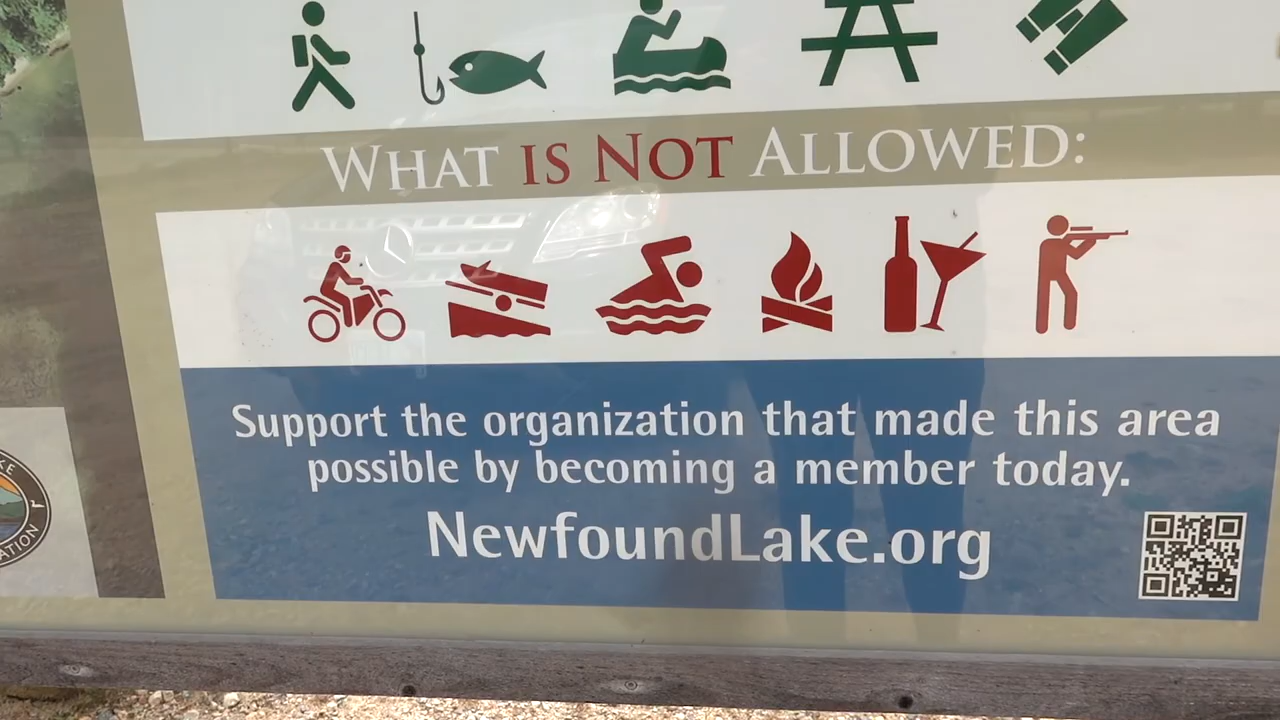 WHAT IS NOT ALLOWED:
Support the organization that made this area
possible by becoming a member today.
NewfoundLake.org